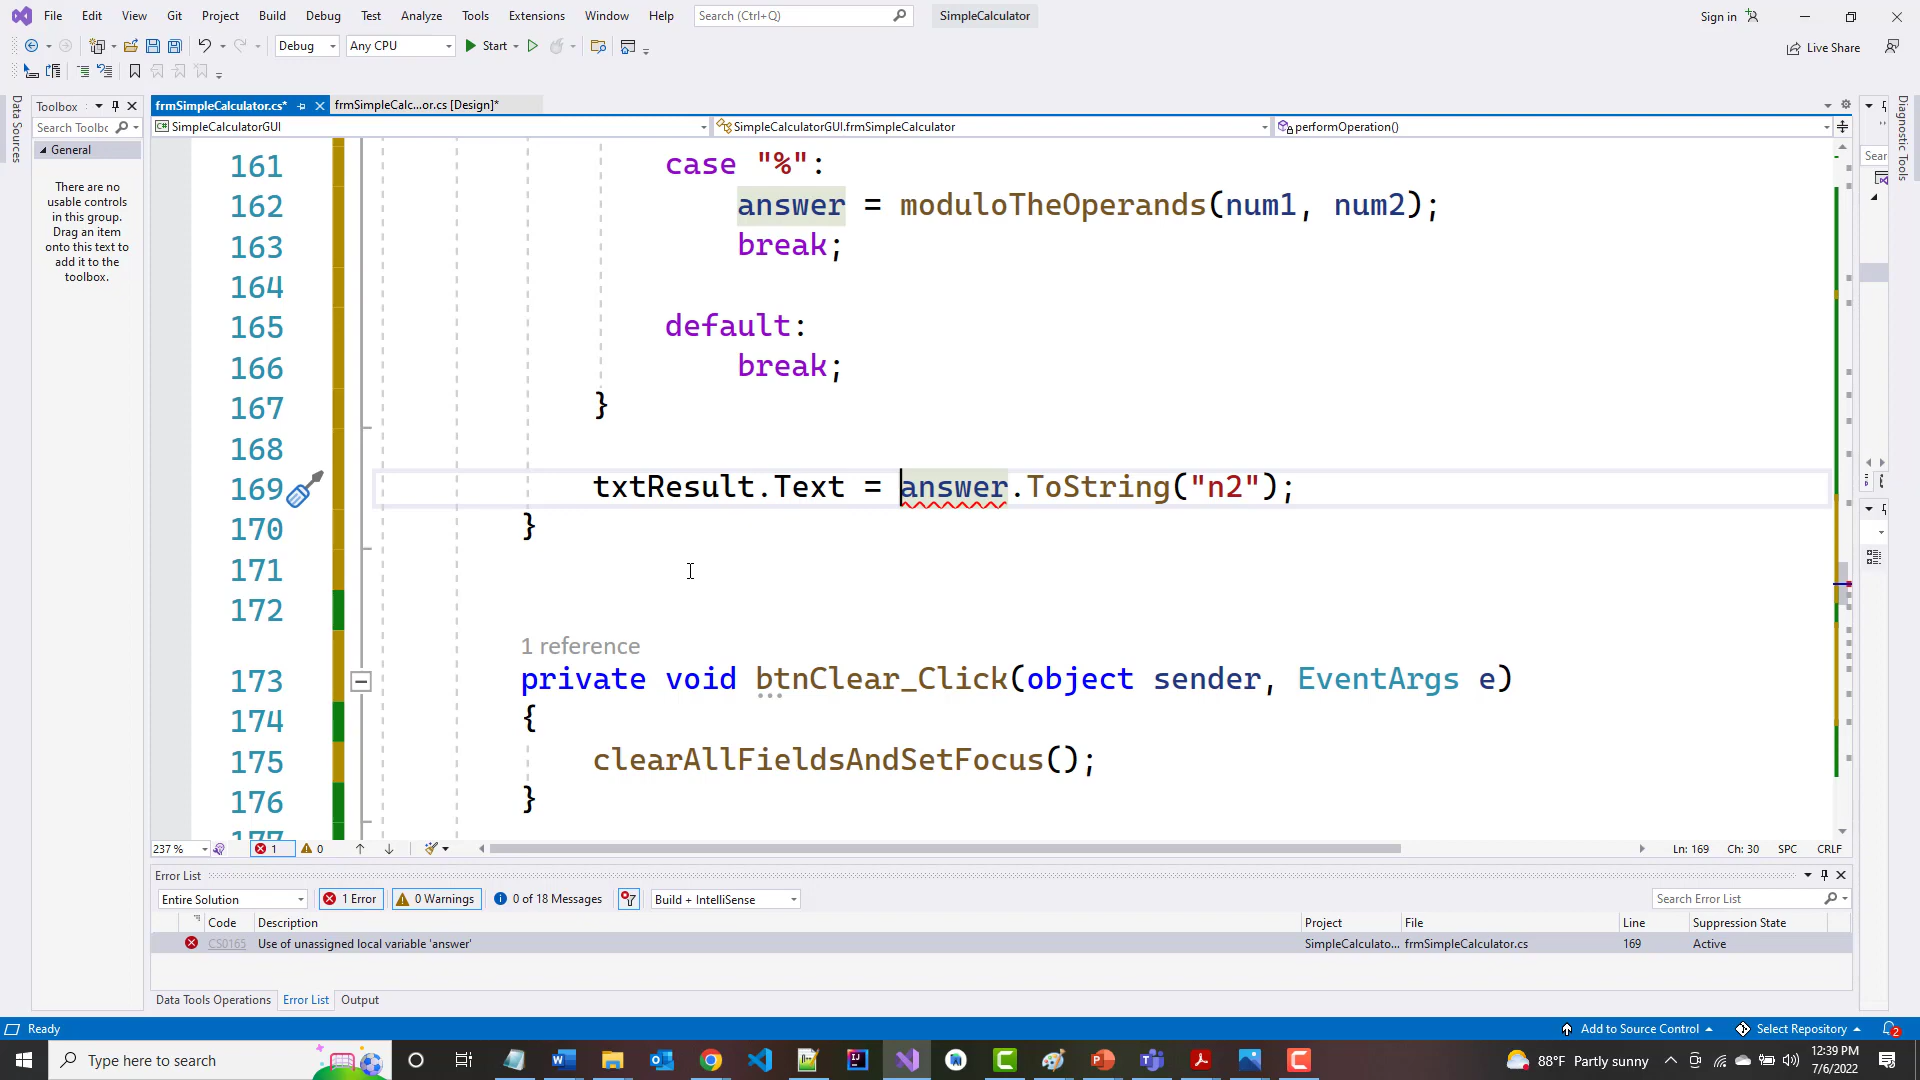 File Edit View Git Project Build Debug Test Analyze Tools Extensions Window Help Search (Ctrl+Q) SimpleCalculator Sign in
Debug Any CPU Start Live Share
Data Sources
Toolbox
Search Toolbc
General
There are no
usable controls
in this group.
Drag an item
onto this text to
add it to the
toolbox.
frmSimpleCalculator.cs* frmSimpleCalc...or.cs [Design]*
SimpleCalculatorGUI SimpleCalculatorGUI.frmSimpleCalculator performOperation()
161 case "%":
162 answer = moduloTheOperands(num1, num2);
163 break;
164
165 default:
166 break;
167 }
168
169 txtResult.Text = answer.ToString("n2");
170 }
171
172
1 reference
173 private void btnClear_Click(object sender, EventArgs e)
174 {
175 clearAllFieldsAndSetFocus();
176 }
177
Diagnostic Tools
Sear
237 % 1 0 Ln: 169 Ch: 30 SPC CRLF
Error List
Entire Solution 1 Error 0 Warnings 0 of 18 Messages Build + IntelliSense Search Error List
Code Description Project File Line Suppression State
CS0165 Use of unassigned local variable 'answer' SimpleCalculato... frmSimpleCalculator.cs 169 Active
Data Tools Operations Error List Output
Ready Add to Source Control Select Repository 2
Type here to search 88°F Partly sunny 12:39 PM
7/6/2022